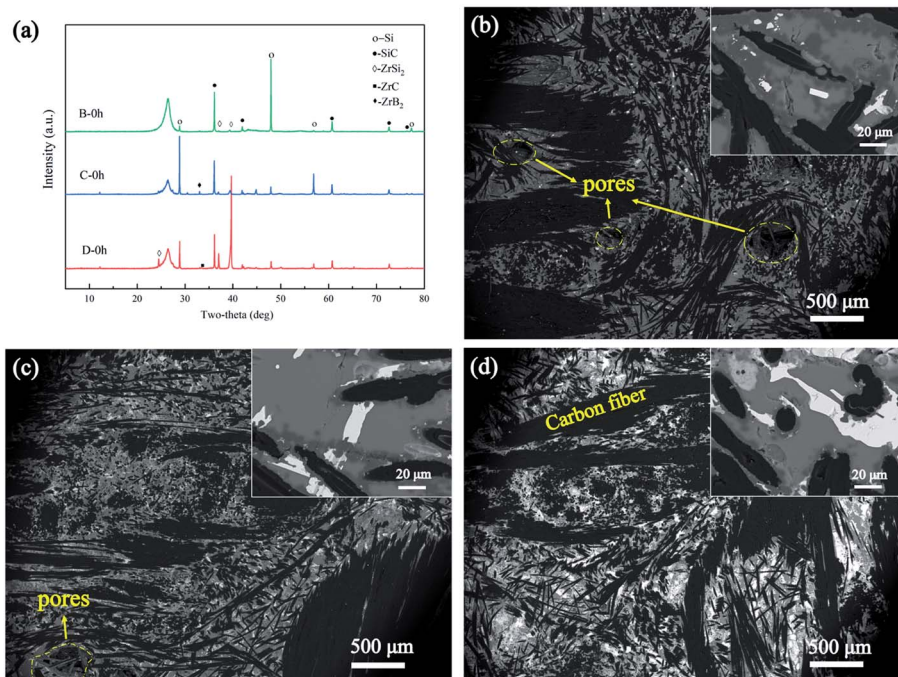 (a)
○–Si
●-SiC
◊-ZrSi₂
■-ZrC
♦-ZrB₂
B-0h
C-0h
D-0h
Intensity (a.u.)
10 20 30 40 50 60 70 80
Two-theta (deg)
(b)
20 μm
pores
500 μm
(c)
20 μm
pores
500 μm
(d)
20 μm
Carbon fiber
500 μm